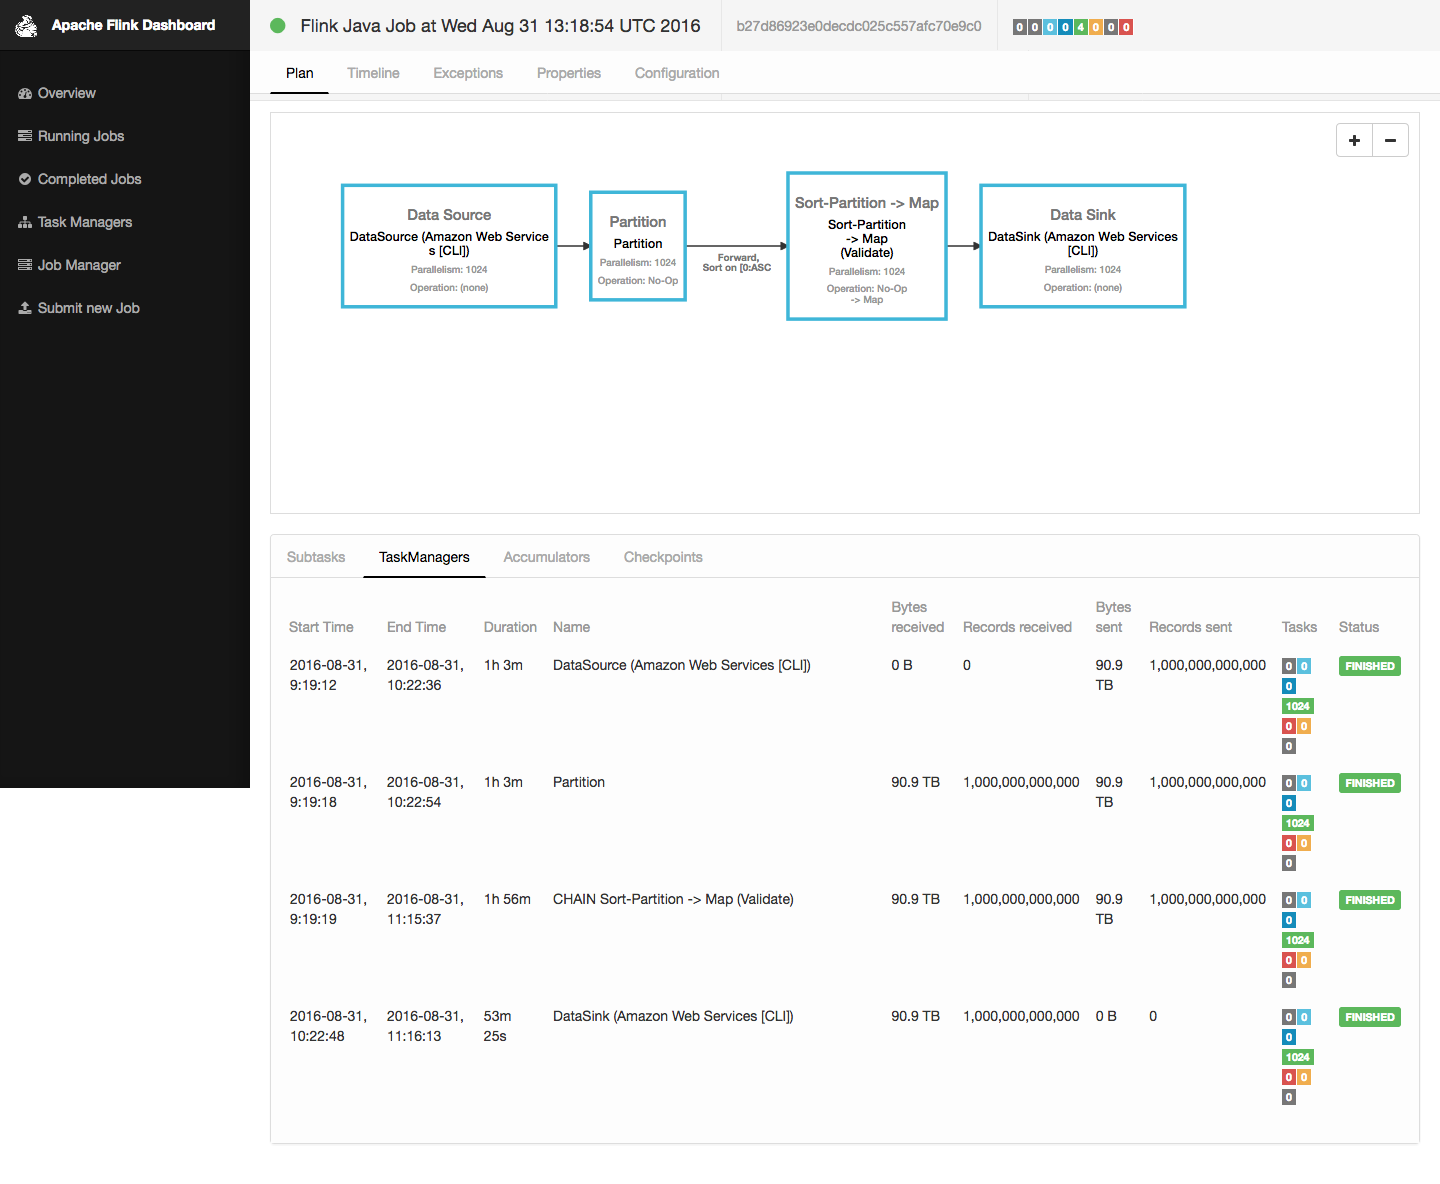 Apache Flink Dashboard
Overview
Running Jobs
Completed Jobs
Task Managers
Job Manager
Submit new Job
Flink Java Job at Wed Aug 31 13:18:54 UTC 2016
b27d86923e0decdc025c557afc70e9c0
0 0 0 0 4 0 0 0
Plan Timeline Exceptions Properties Configuration
+ −
Data Source
DataSource (Amazon Web Service
s [CLI])
Parallelism: 1024
Operation: (none)
Partition
Partition
Parallelism: 1024
Operation: No-Op
Forward,
Sort on [0:ASC
Sort-Partition -> Map
Sort-Partition
-> Map
(Validate)
Parallelism: 1024
Operation: No-Op
-> Map
Data Sink
DataSink (Amazon Web Services
[CLI])
Parallelism: 1024
Operation: (none)
Subtasks TaskManagers Accumulators Checkpoints
Bytes Bytes
Start Time End Time Duration Name received Records received sent Records sent Tasks Status
2016-08-31, 2016-08-31, 1h 3m DataSource (Amazon Web Services [CLI]) 0 B 0 90.9 1,000,000,000,000 0 0 FINISHED
9:19:12 10:22:36 TB 0
1024
0 0
0
2016-08-31, 2016-08-31, 1h 3m Partition 90.9 TB 1,000,000,000,000 90.9 1,000,000,000,000 0 0 FINISHED
9:19:18 10:22:54 TB 0
1024
0 0
0
2016-08-31, 2016-08-31, 1h 56m CHAIN Sort-Partition -> Map (Validate) 90.9 TB 1,000,000,000,000 90.9 1,000,000,000,000 0 0 FINISHED
9:19:19 11:15:37 TB 0
1024
0 0
0
2016-08-31, 2016-08-31, 53m DataSink (Amazon Web Services [CLI]) 90.9 TB 1,000,000,000,000 0 B 0 0 0 FINISHED
10:22:48 11:16:13 25s 0
1024
0 0
0